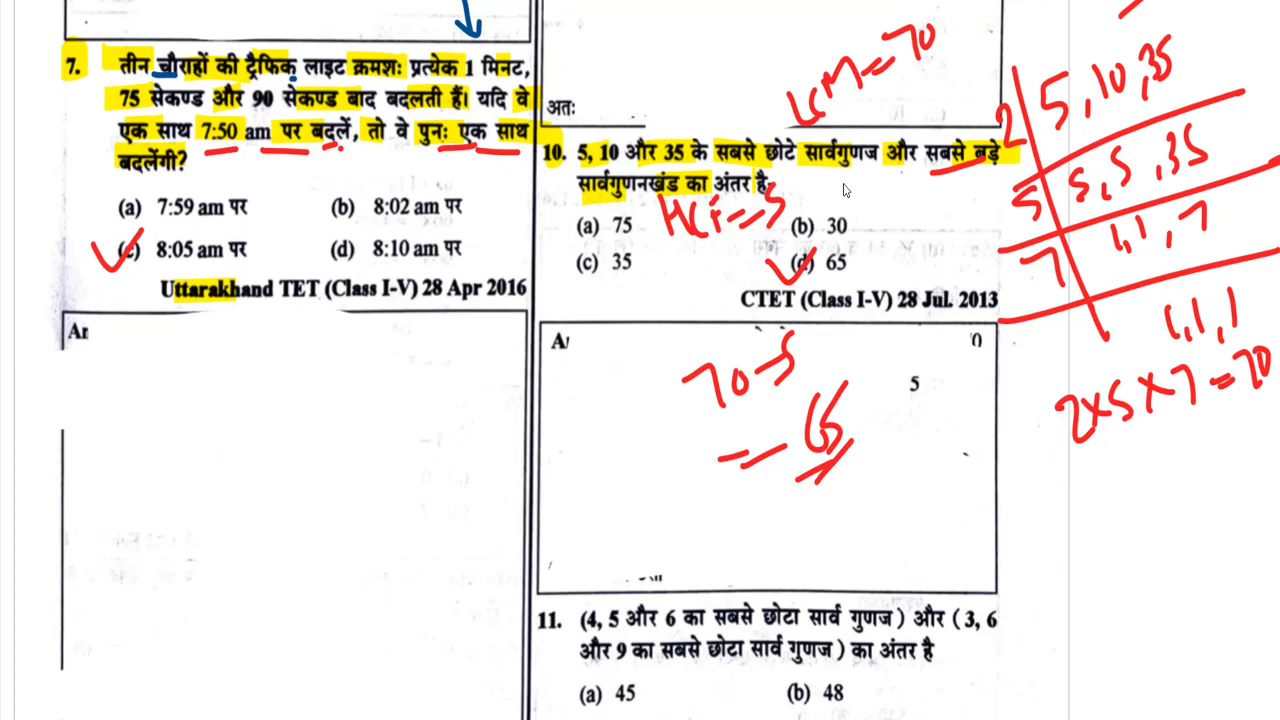 7. तीन चौराहों की ट्रैफिक लाइट क्रमशः प्रत्येक 1 मिनट,
75 सेकण्ड और 90 सेकण्ड बाद बदलती हैं। यदि वे
एक साथ 7:50 am पर बदलें, तो वे पुनः एक साथ
बदलेंगी?
(a) 7:59 am पर (b) 8:02 am पर
(c) 8:05 am पर (d) 8:10 am पर
Uttarakhand TET (Class I-V) 28 Apr 2016
अतः
LCM=70
10. 5, 10 और 35 के सबसे छोटे सार्वगुणज और सबसे बड़े
सार्वगुणनखंड का अंतर है
HCF=5
(a) 75 (b) 30
(c) 35 (d) 65
CTET (Class I-V) 28 Jul. 2013
5
70-5
=65
11. (4, 5 और 6 का सबसे छोटा सार्व गुणज) और (3, 6
और 9 का सबसे छोटा सार्व गुणज) का अंतर है
(a) 45 (b) 48
2 5, 10, 35
5 5, 5, 35
7 1, 1, 7
1, 1, 1
2×5×7=70